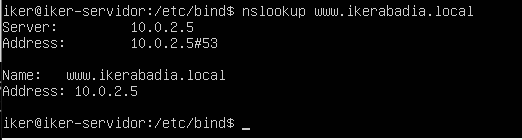 iker@iker-servidor:/etc/bind$ nslookup www.ikerabadia.local
Server:         10.0.2.5
Address:        10.0.2.5#53

Name:   www.ikerabadia.local
Address: 10.0.2.5

iker@iker-servidor:/etc/bind$ _